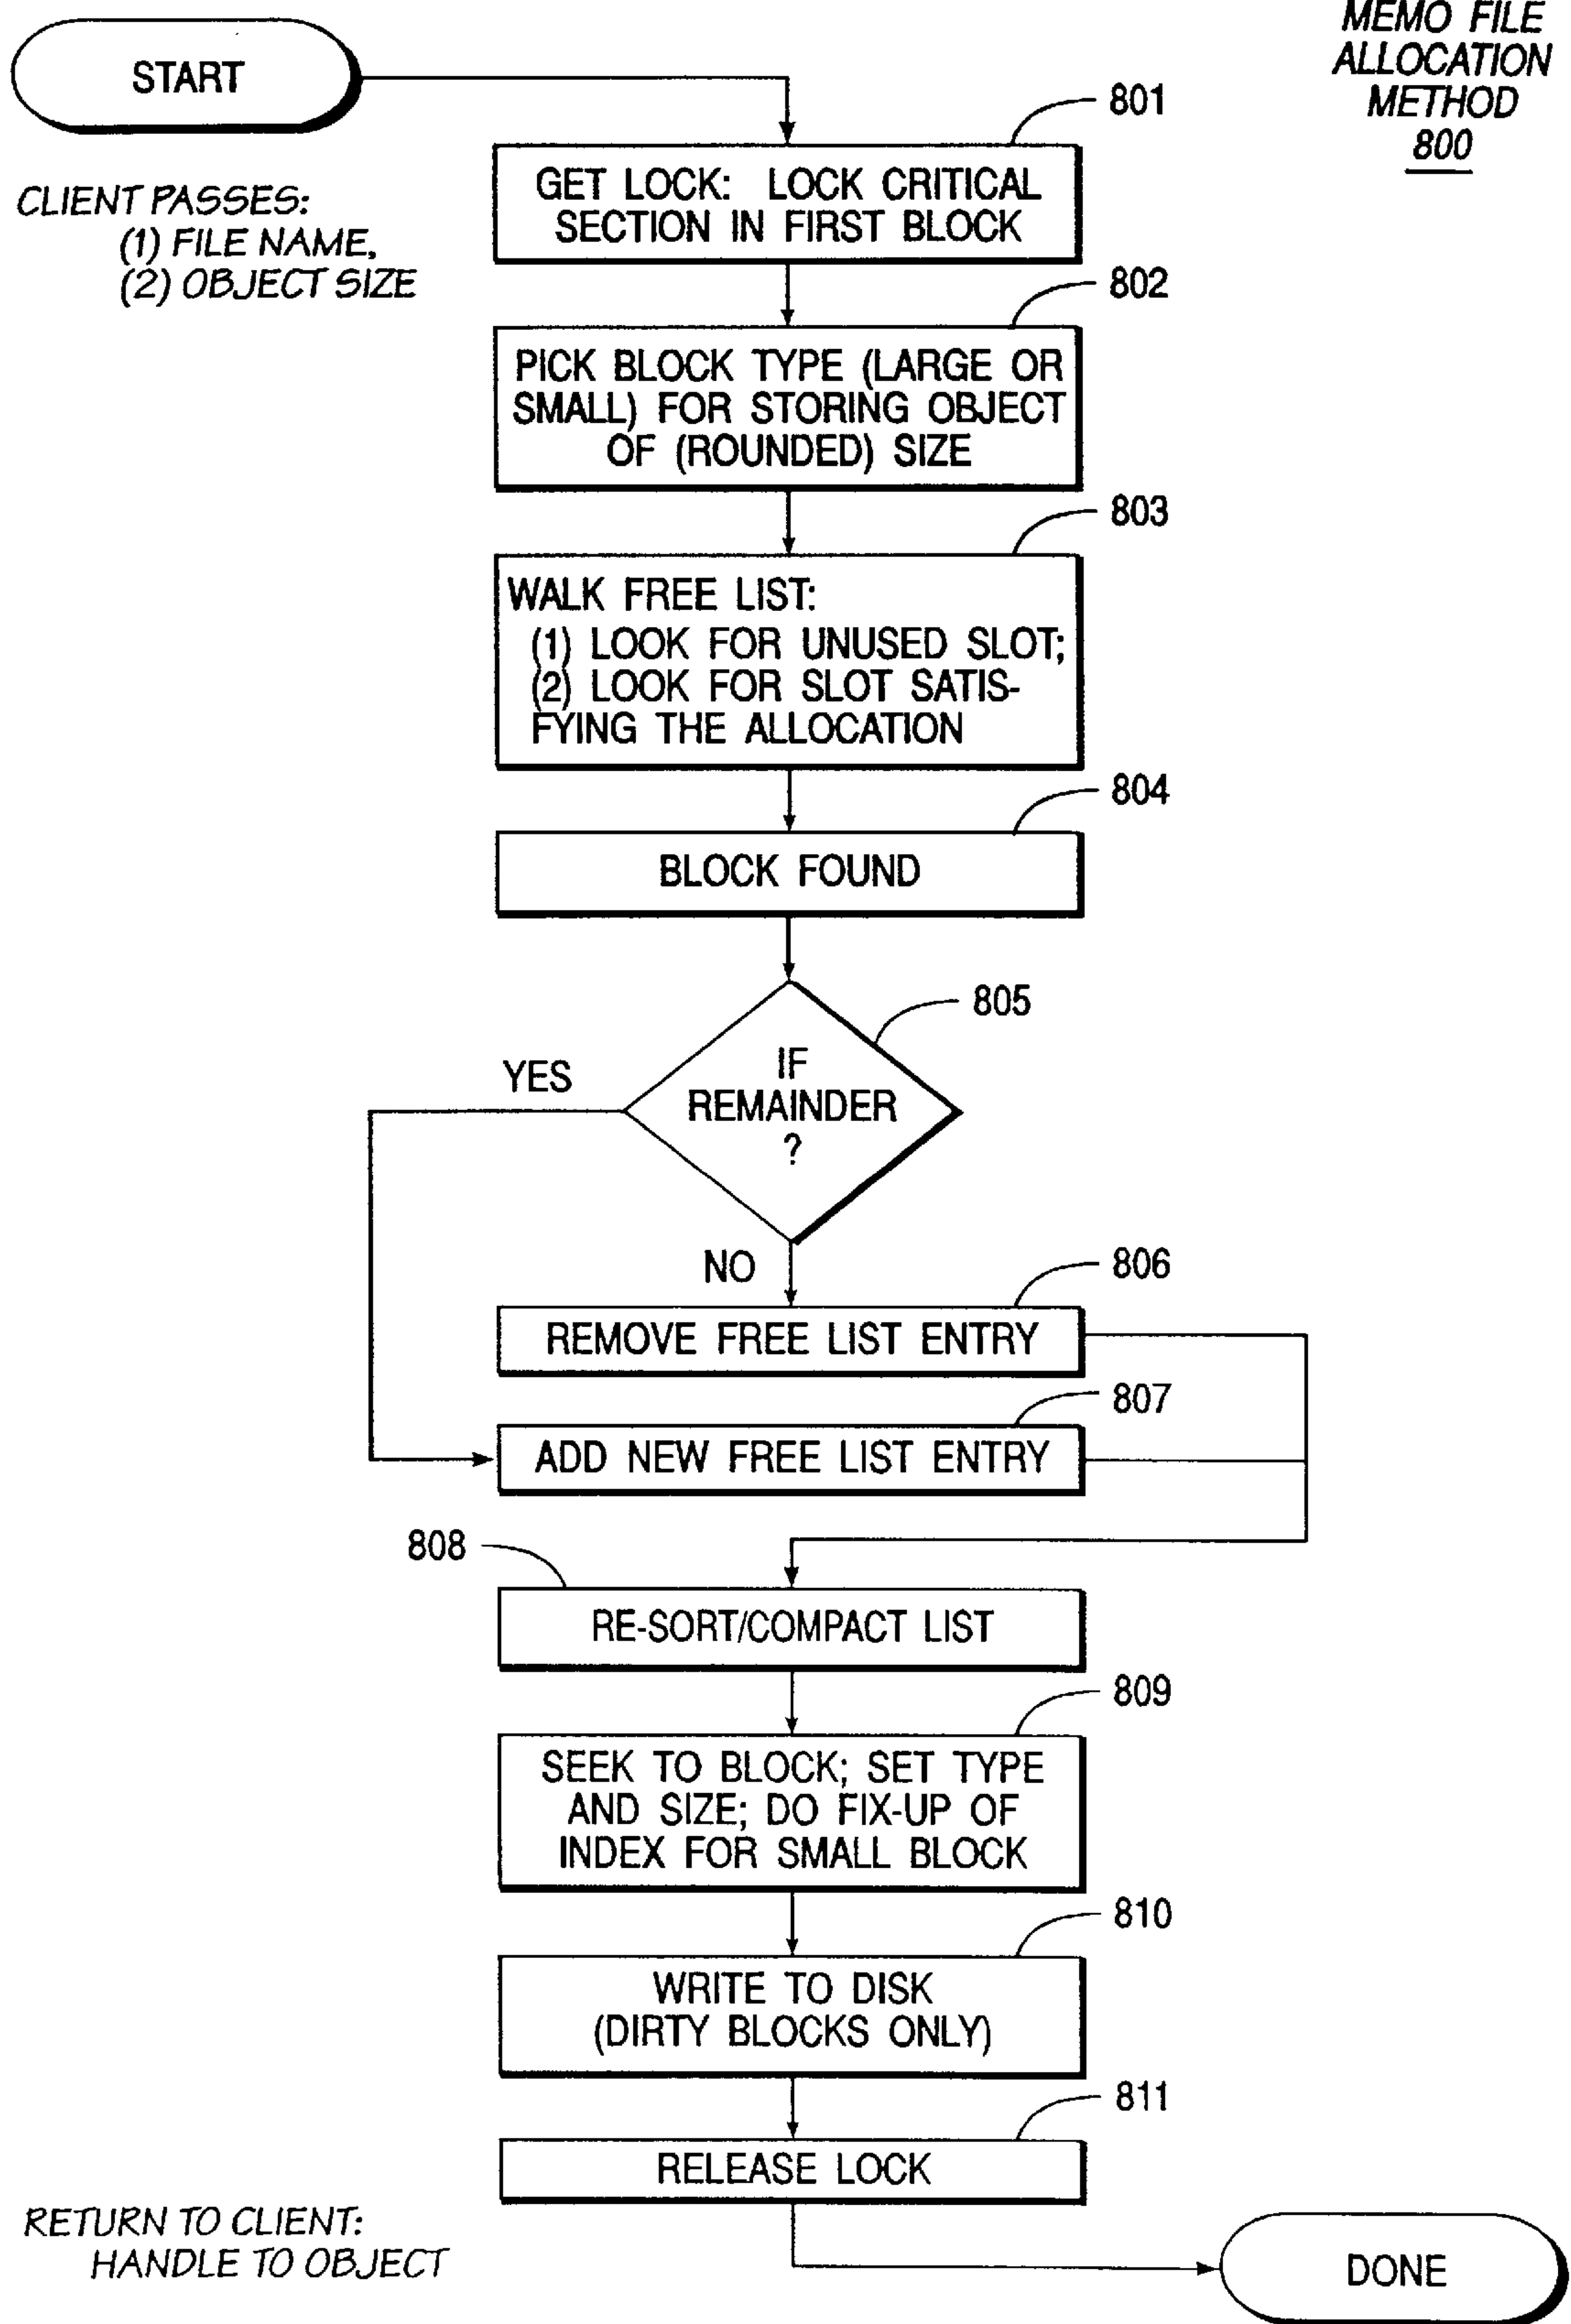 MEMO FILE
ALLOCATION
METHOD
800
START
CLIENT PASSES:
(1) FILE NAME,
(2) OBJECT SIZE
801
GET LOCK: LOCK CRITICAL
SECTION IN FIRST BLOCK
802
PICK BLOCK TYPE (LARGE OR
SMALL) FOR STORING OBJECT
OF (ROUNDED) SIZE
803
WALK FREE LIST:
(1) LOOK FOR UNUSED SLOT;
(2) LOOK FOR SLOT SATIS-
FYING THE ALLOCATION
804
BLOCK FOUND
805
IF
REMAINDER
?
YES
NO
806
REMOVE FREE LIST ENTRY
807
ADD NEW FREE LIST ENTRY
808
RE-SORT/COMPACT LIST
809
SEEK TO BLOCK; SET TYPE
AND SIZE; DO FIX-UP OF
INDEX FOR SMALL BLOCK
810
WRITE TO DISK
(DIRTY BLOCKS ONLY)
811
RELEASE LOCK
RETURN TO CLIENT:
HANDLE TO OBJECT
DONE